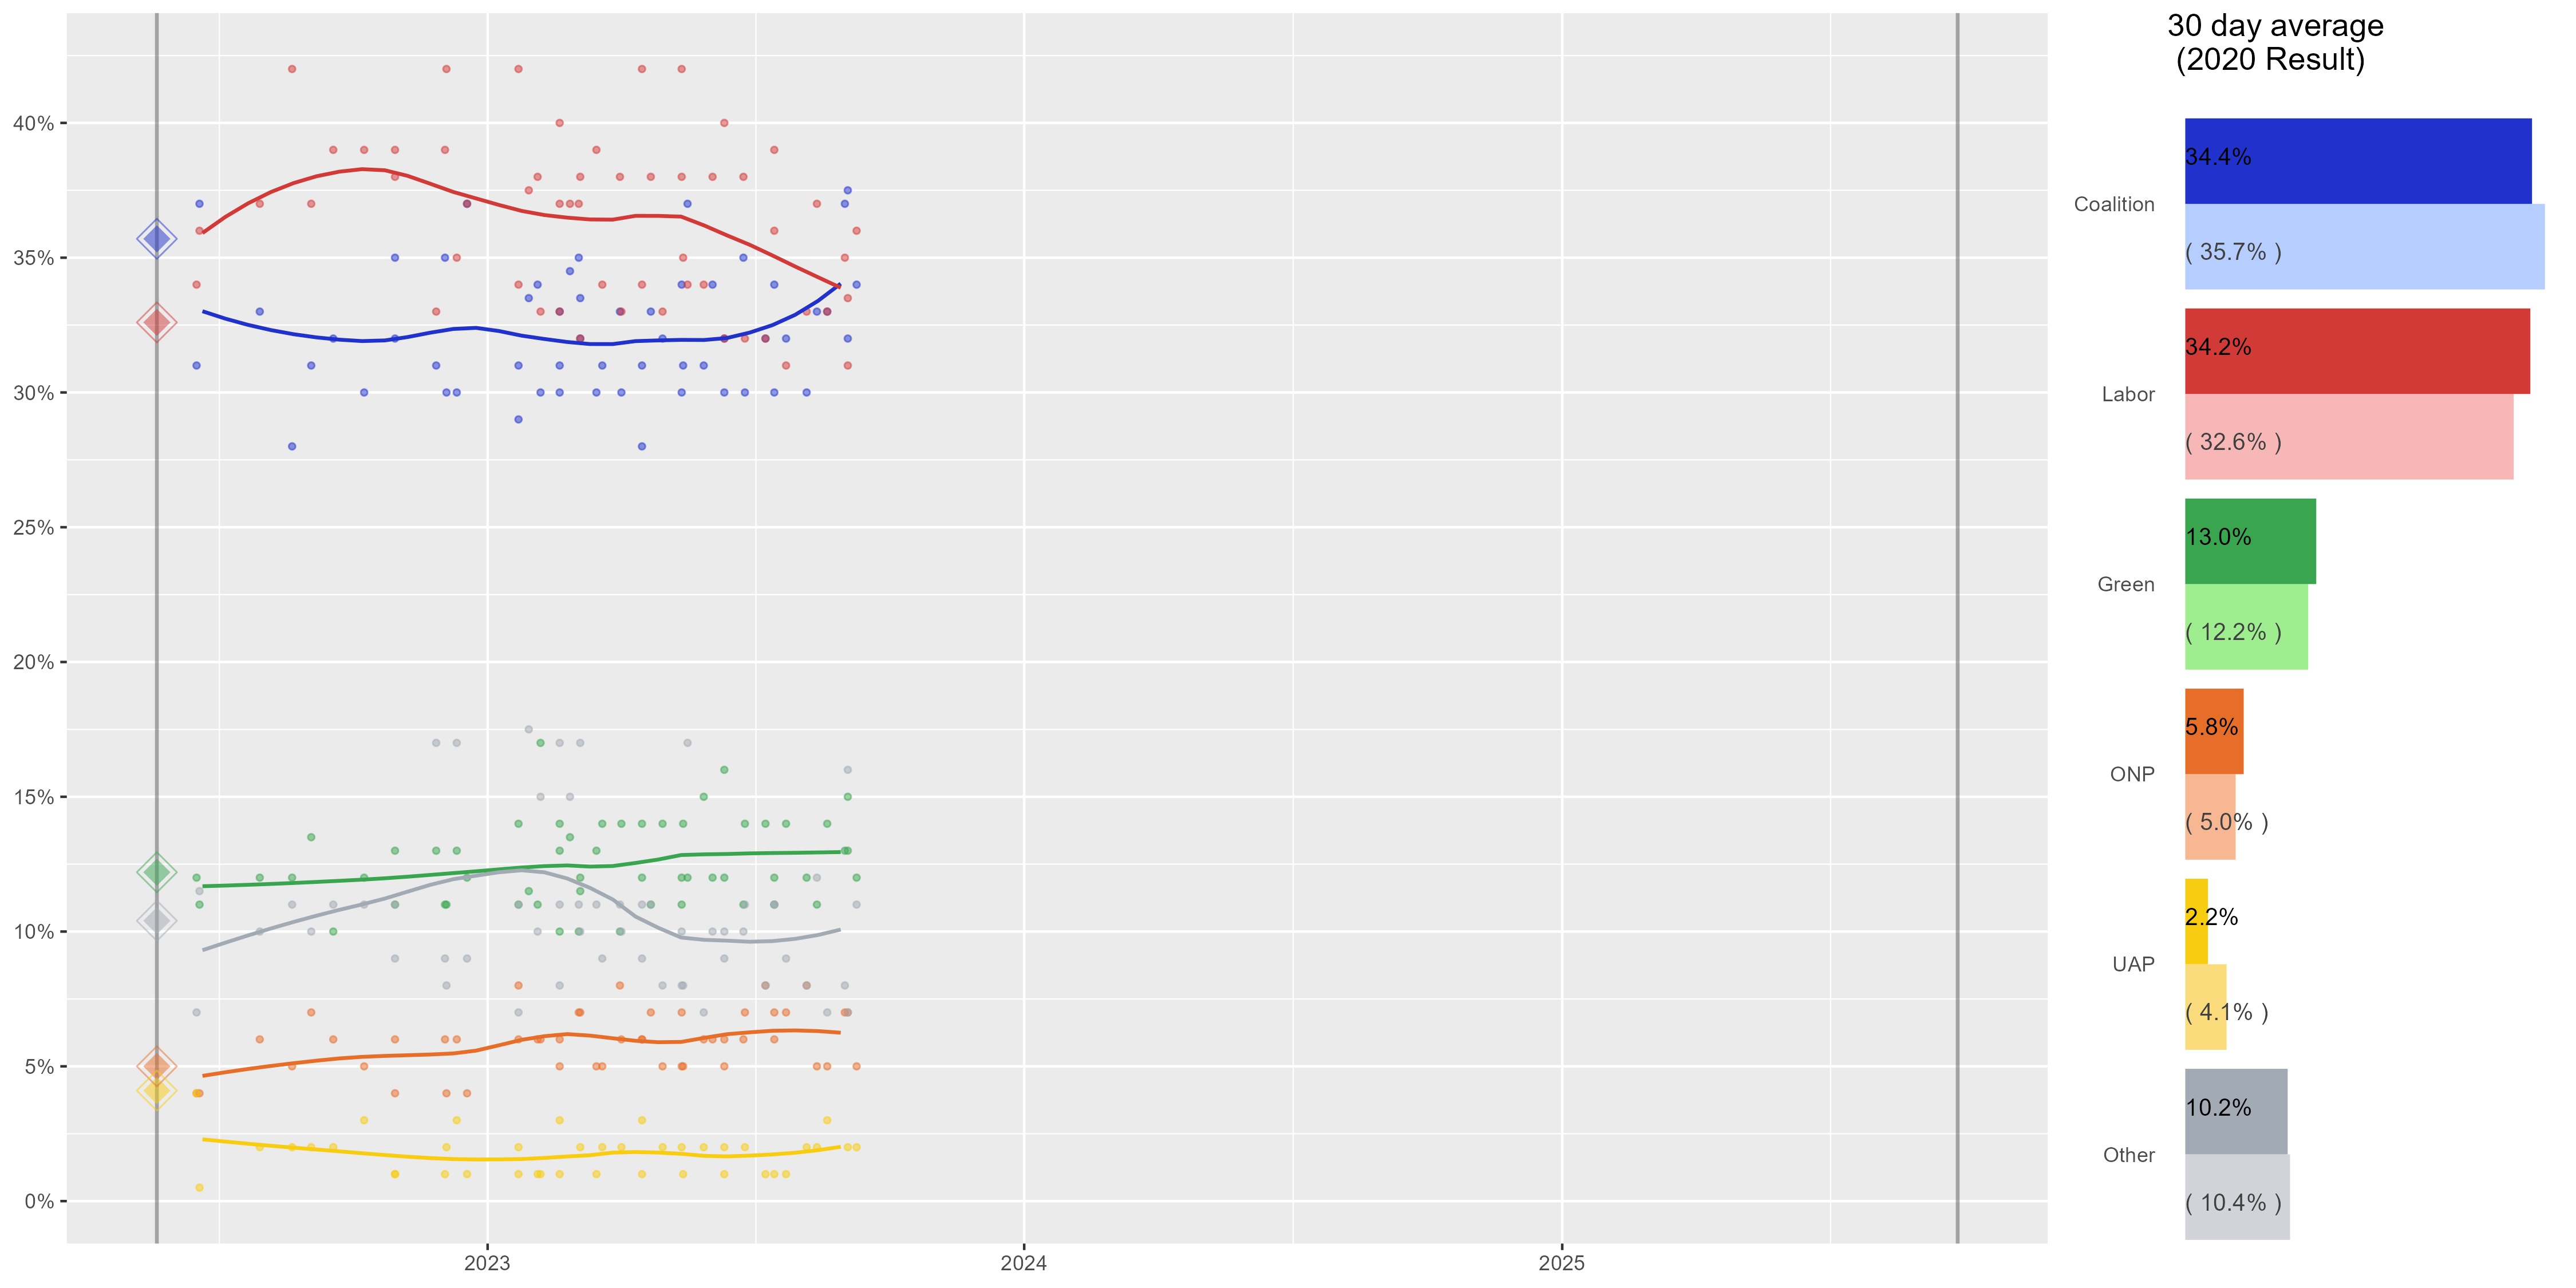 40%
35%
30%
25%
20%
15%
10%
5%
0%
2023
2024
2025
30 day average
(2020 Result)
Coalition
34.4%
( 35.7% )
Labor
34.2%
( 32.6% )
Green
13.0%
( 12.2% )
ONP
5.8%
( 5.0% )
UAP
2.2%
( 4.1% )
Other
10.2%
( 10.4% )